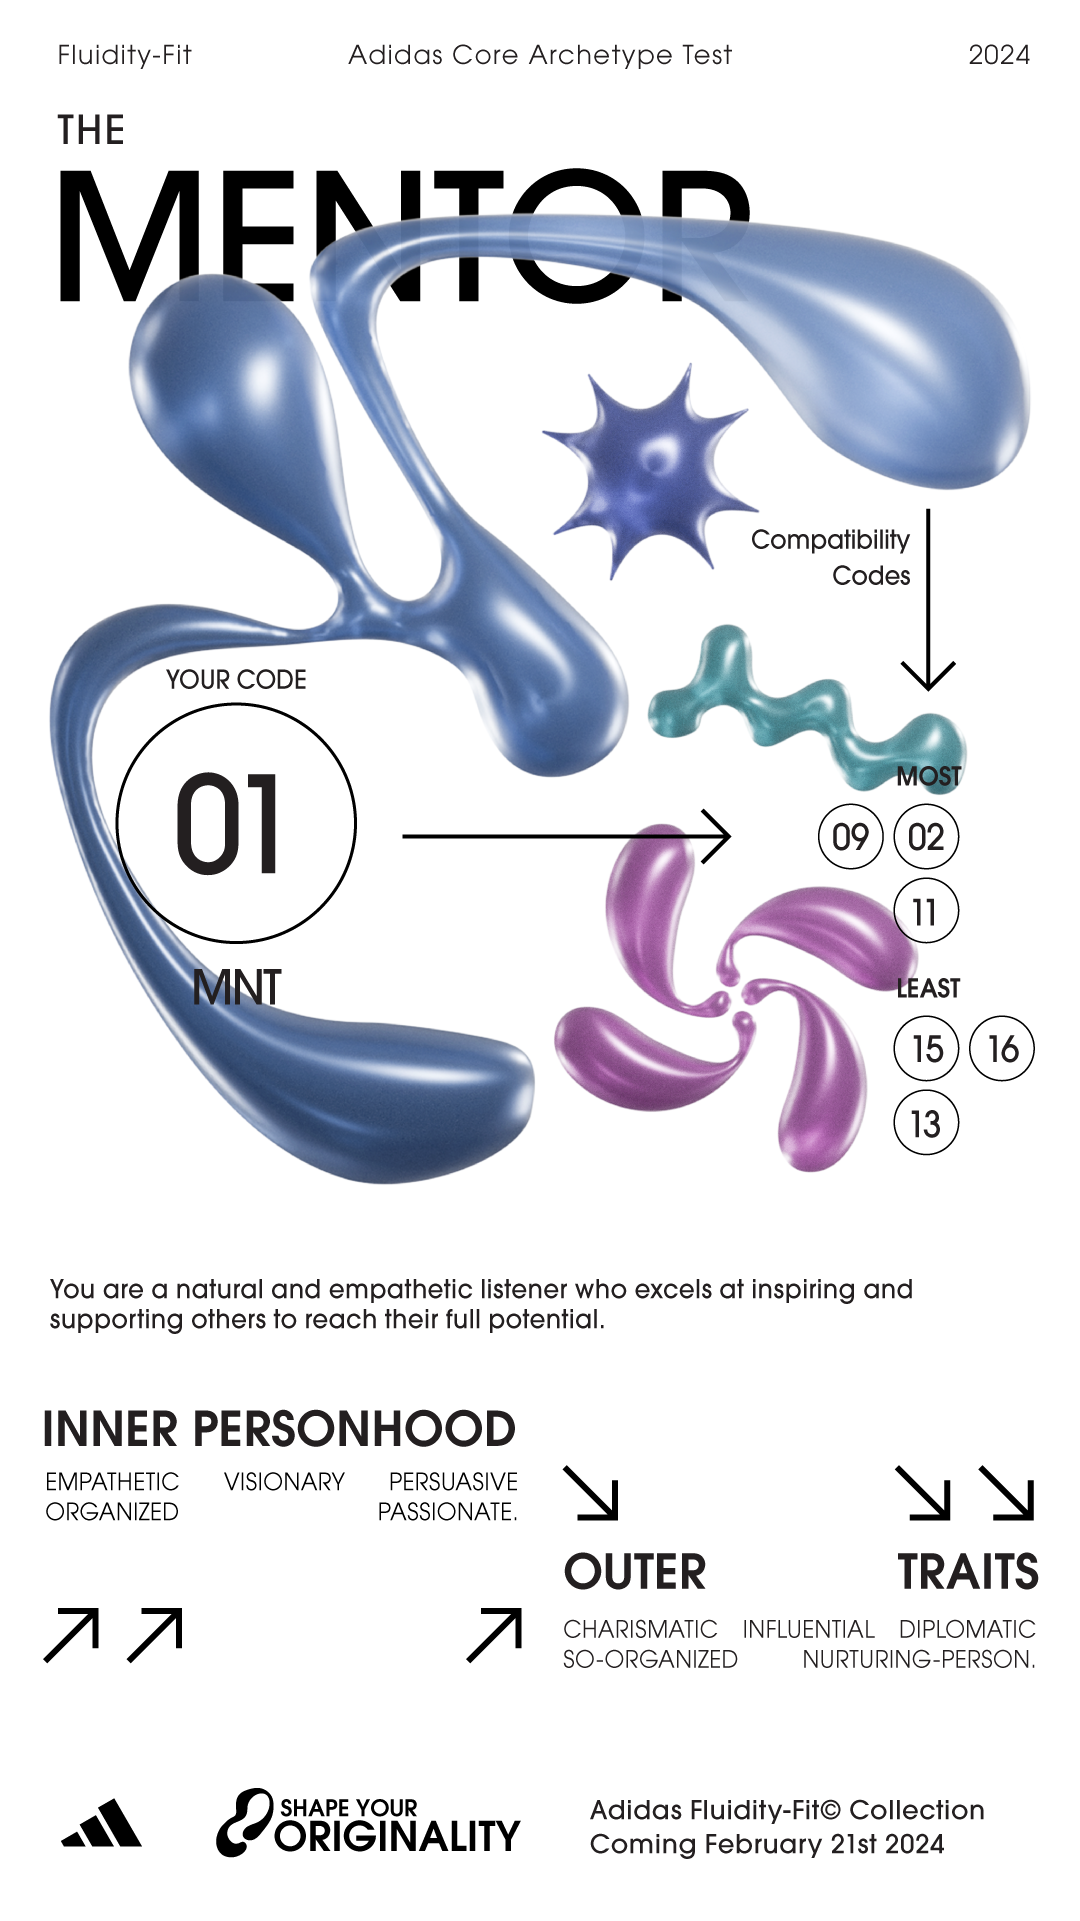 Fluidity-Fit
Adidas Core Archetype Test
2024
THE
MENTOR
Compatibility
Codes
YOUR CODE
01
MNT
MOST
09 02
11
LEAST
15 16
13
You are a natural and empathetic listener who excels at inspiring and
supporting others to reach their full potential.
INNER PERSONHOOD
EMPATHETIC VISIONARY PERSUASIVE
ORGANIZED PASSIONATE.
OUTER TRAITS
CHARISMATIC INFLUENTIAL DIPLOMATIC
SO-ORGANIZED NURTURING-PERSON.
SHAPE YOUR
ORIGINALITY
Adidas Fluidity-Fit© Collection
Coming February 21st 2024